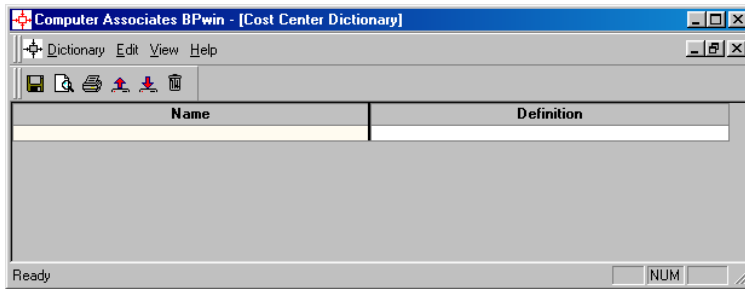 Computer Associates BPwin - [Cost Center Dictionary]
Dictionary Edit View Help
Name Definition
Ready NUM